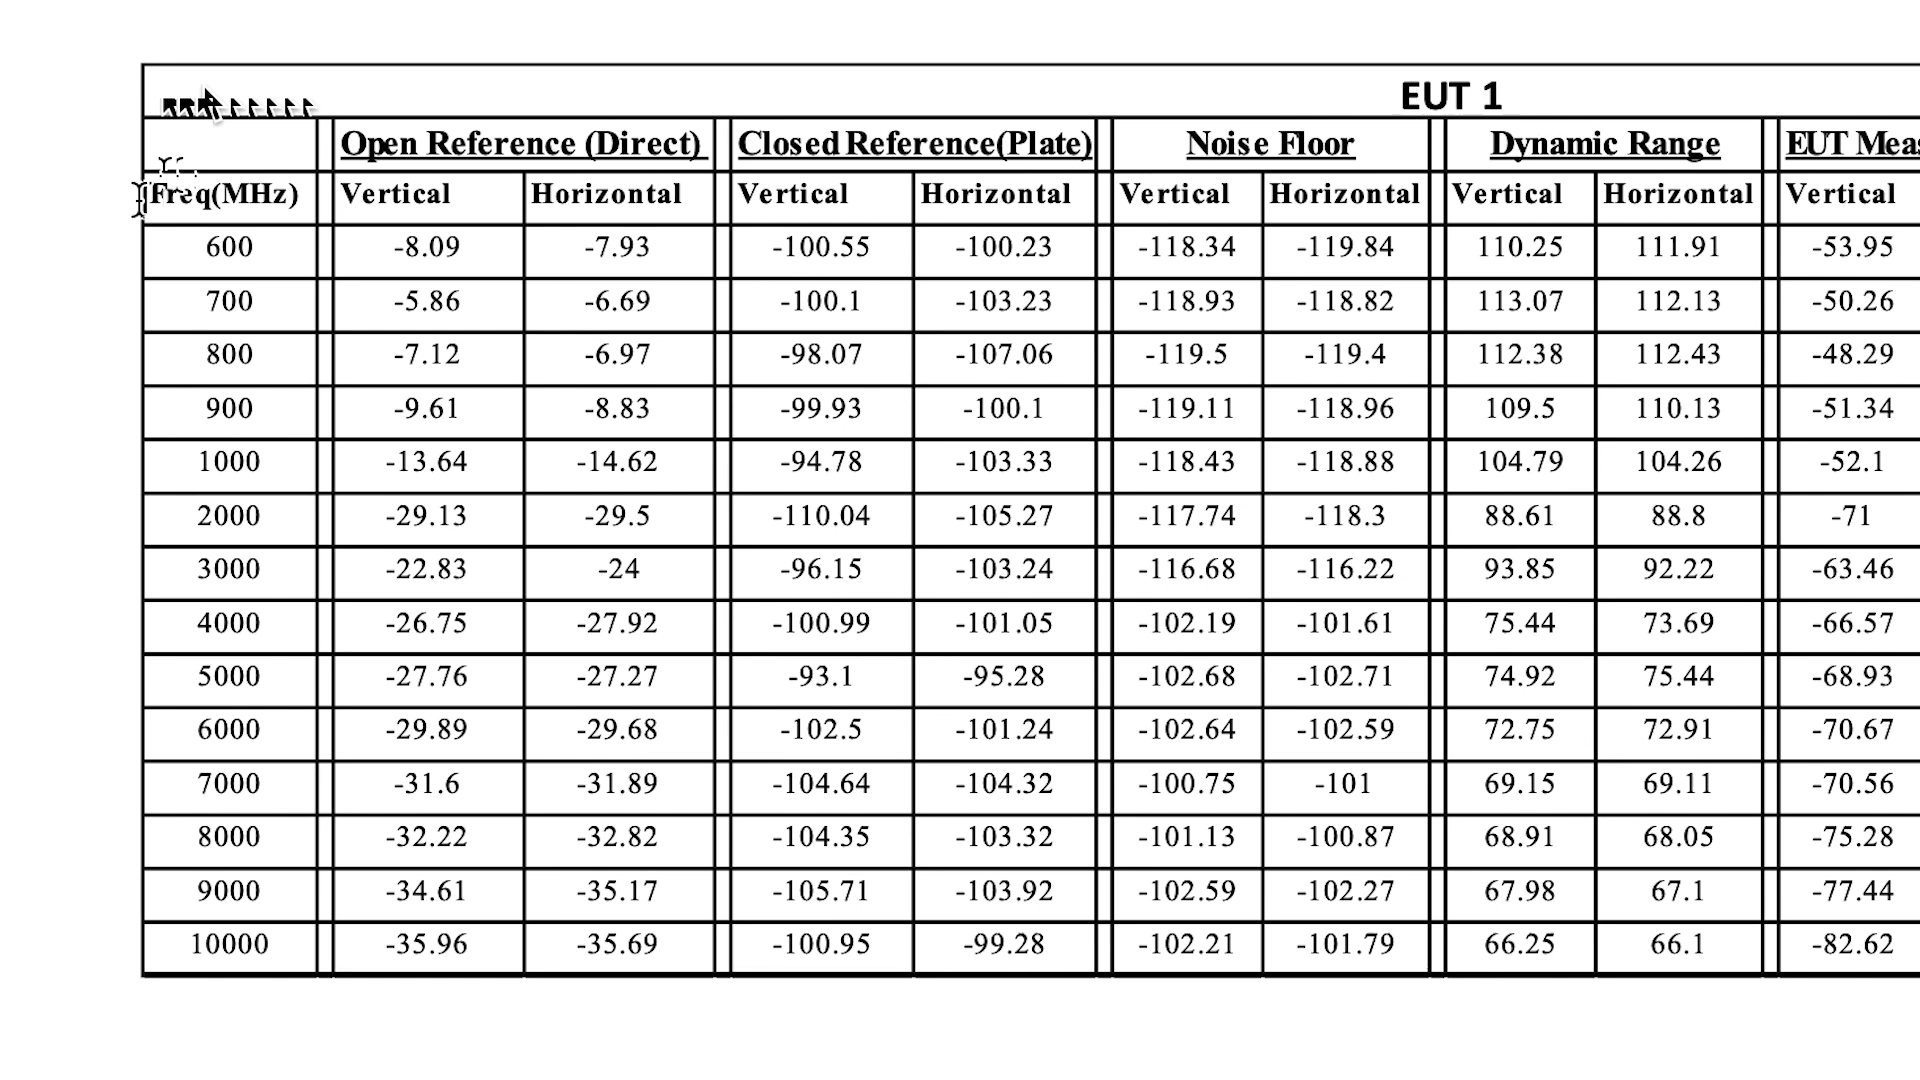 EUT 1
Open Reference (Direct) Closed Reference(Plate) Noise Floor Dynamic Range EUT Meas
Freq(MHz) Vertical Horizontal Vertical Horizontal Vertical Horizontal Vertical Horizontal Vertical
600 -8.09 -7.93 -100.55 -100.23 -118.34 -119.84 110.25 111.91 -53.95
700 -5.86 -6.69 -100.1 -103.23 -118.93 -118.82 113.07 112.13 -50.26
800 -7.12 -6.97 -98.07 -107.06 -119.5 -119.4 112.38 112.43 -48.29
900 -9.61 -8.83 -99.93 -100.1 -119.11 -118.96 109.5 110.13 -51.34
1000 -13.64 -14.62 -94.78 -103.33 -118.43 -118.88 104.79 104.26 -52.1
2000 -29.13 -29.5 -110.04 -105.27 -117.74 -118.3 88.61 88.8 -71
3000 -22.83 -24 -96.15 -103.24 -116.68 -116.22 93.85 92.22 -63.46
4000 -26.75 -27.92 -100.99 -101.05 -102.19 -101.61 75.44 73.69 -66.57
5000 -27.76 -27.27 -93.1 -95.28 -102.68 -102.71 74.92 75.44 -68.93
6000 -29.89 -29.68 -102.5 -101.24 -102.64 -102.59 72.75 72.91 -70.67
7000 -31.6 -31.89 -104.64 -104.32 -100.75 -101 69.15 69.11 -70.56
8000 -32.22 -32.82 -104.35 -103.32 -101.13 -100.87 68.91 68.05 -75.28
9000 -34.61 -35.17 -105.71 -103.92 -102.59 -102.27 67.98 67.1 -77.44
10000 -35.96 -35.69 -100.95 -99.28 -102.21 -101.79 66.25 66.1 -82.62